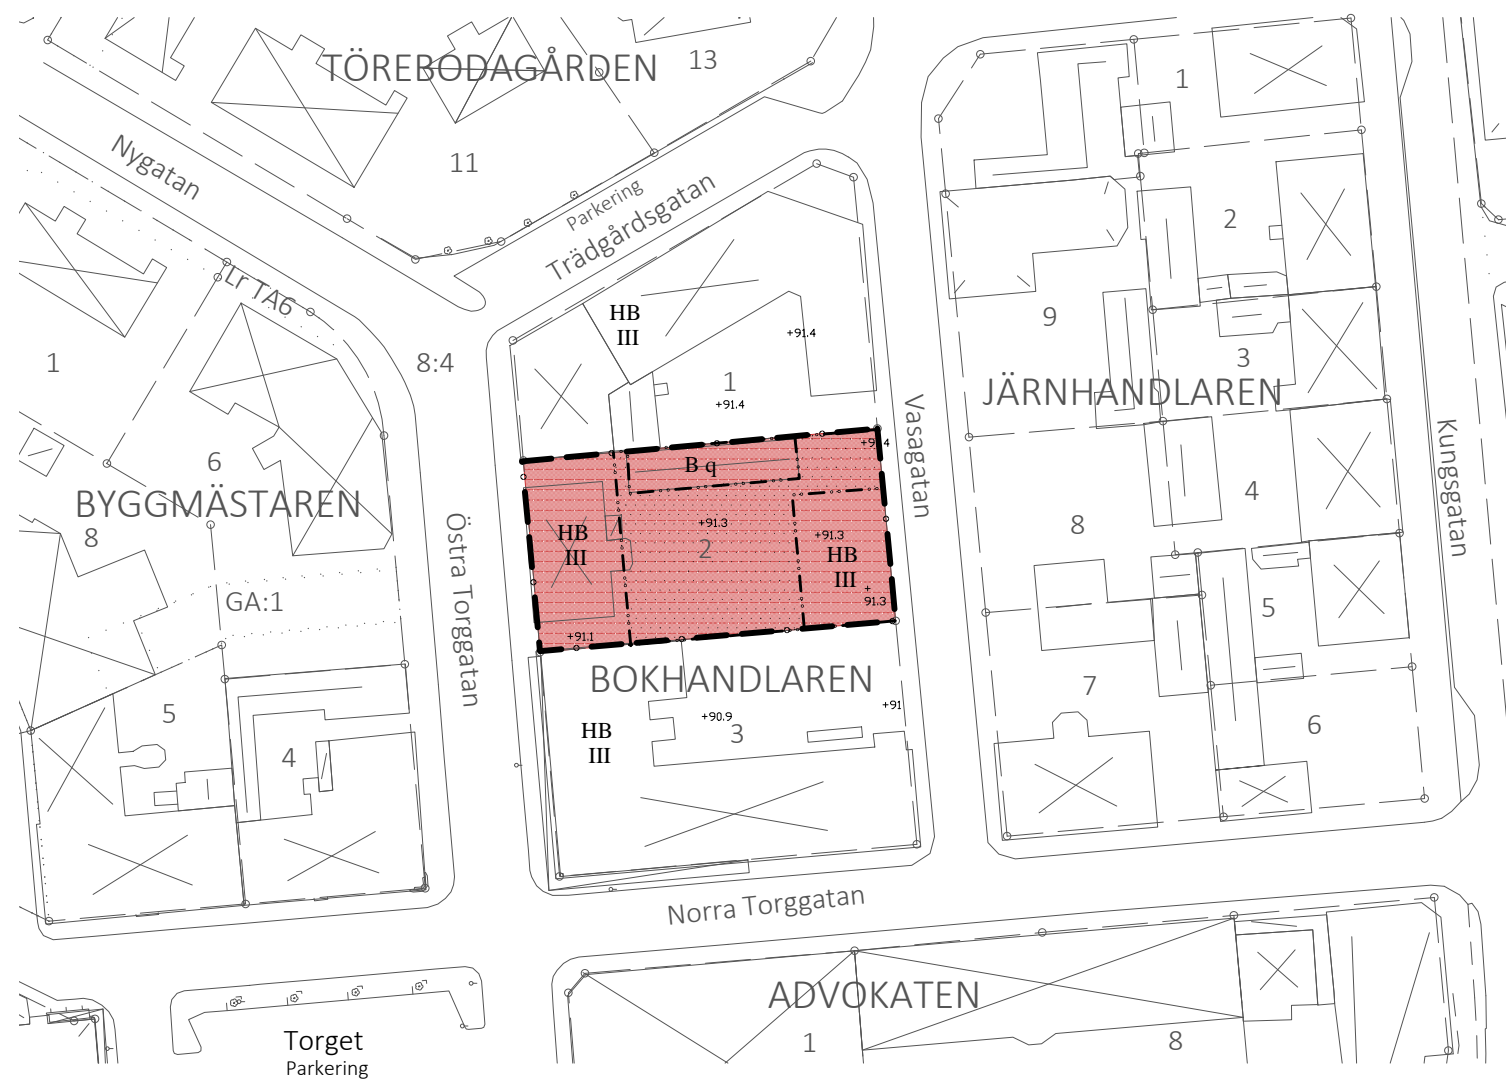 TÖREBODAGÅRDEN
13
1
Nygatan
11
Parkering
Trädgårdsgatan
2
Lr TA6
HB
III
9
+91.4
1
8:4
3
1
JÄRNHANDLAREN
+91.4
Vasagatan
Kungsgatan
6
B q
BYGGMÄSTAREN
4
8
Östra Torggatan
HB
III
+91.3
2
+91.3
HB
III
8
+
91.3
GA:1
5
+91.1
BOKHANDLAREN
7
5
+90.9
+91
HB
III
3
6
4
Norra Torggatan
ADVOKATEN
Torget
Parkering
1
8